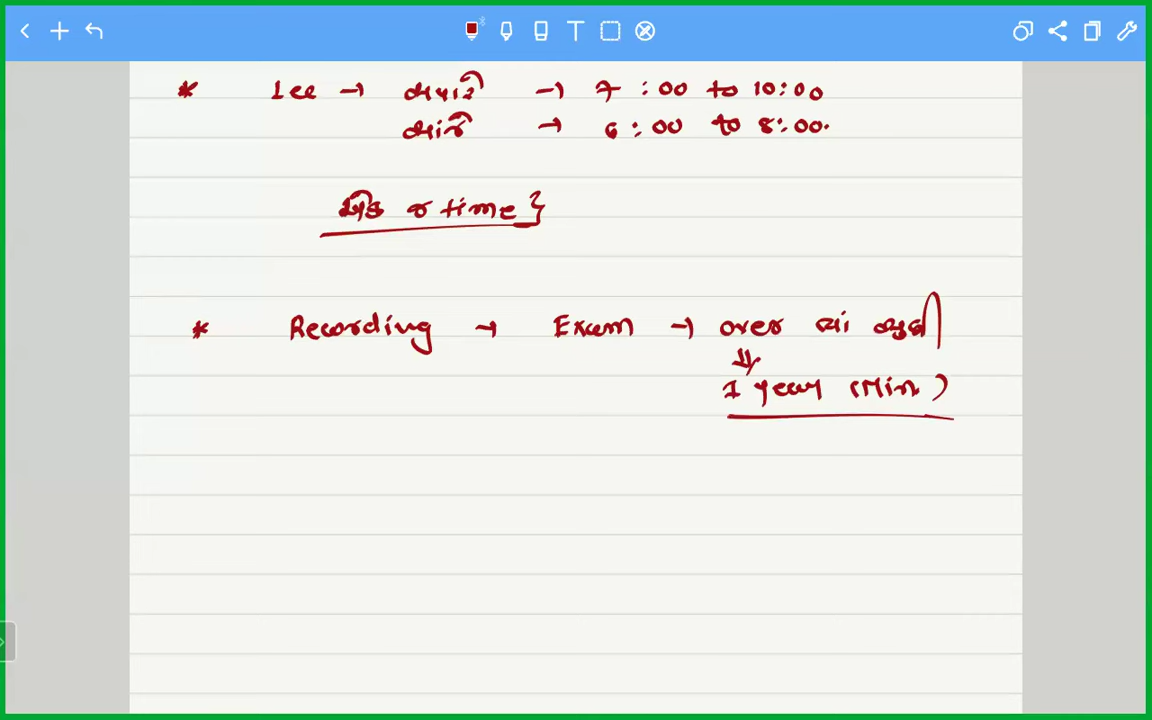 * Lec → સવારે → 7:00 to 10:00
સાંજે → 6:00 to 8:00.
time }
* Recording → Exam → over થાય સુધી
⇓
1 year (Min)
T